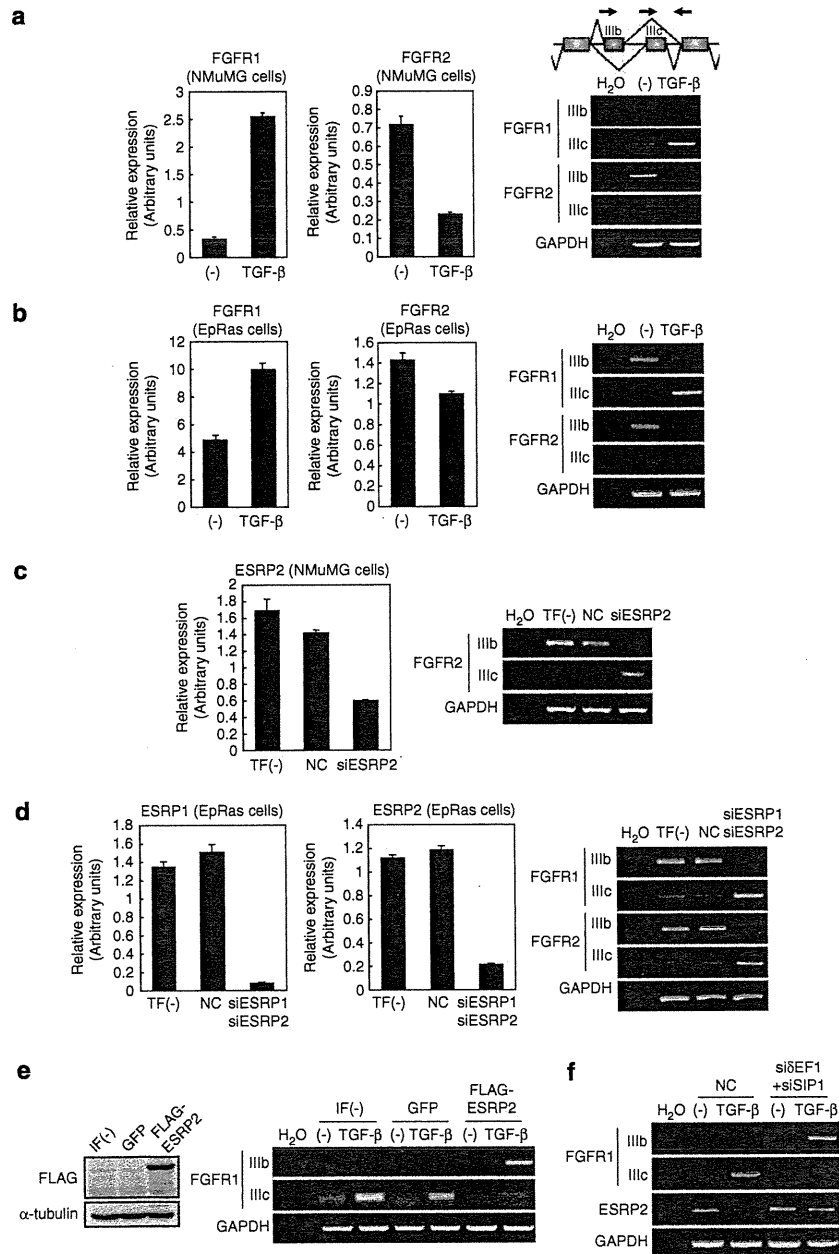 a
FGFR1
(NMuMG cells)
Relative expression
(Arbitrary units)
3
2.5
2
1.5
1
0.5
0
(-) TGF-β
FGFR2
(NMuMG cells)
Relative expression
(Arbitrary units)
0.9
0.8
0.7
0.6
0.5
0.4
0.3
0.2
0.1
0
(-) TGF-β
IIIb IIIc
H2O (-) TGF-β
FGFR1
IIIb
IIIc
FGFR2
IIIb
IIIc
GAPDH
b
FGFR1
(EpRas cells)
Relative expression
(Arbitrary units)
12
10
8
6
4
2
0
(-) TGF-β
FGFR2
(EpRas cells)
Relative expression
(Arbitrary units)
1.6
1.4
1.2
1
0.8
0.6
0.4
0.2
0
(-) TGF-β
H2O (-) TGF-β
FGFR1
IIIb
IIIc
FGFR2
IIIb
IIIc
GAPDH
c
ESRP2 (NMuMG cells)
Relative expression
(Arbitrary units)
2
1.8
1.6
1.4
1.2
1
0.8
0.6
0.4
0.2
0
TF(-) NC siESRP2
H2O TF(-) NC siESRP2
FGFR2
IIIb
IIIc
GAPDH
d
ESRP1 (EpRas cells)
Relative expression
(Arbitrary units)
1.8
1.6
1.4
1.2
1
0.8
0.6
0.4
0.2
0
TF(-) NC siESRP1
siESRP2
ESRP2 (EpRas cells)
Relative expression
(Arbitrary units)
1.4
1.2
1
0.8
0.6
0.4
0.2
0
TF(-) NC siESRP1
siESRP2
siESRP1
H2O TF(-) NC siESRP2
FGFR1
IIIb
IIIc
FGFR2
IIIb
IIIc
GAPDH
e
IF(-)
GFP
FLAG-
ESRP2
FLAG
α-tubulin
IF(-) GFP FLAG-
ESRP2
H2O (-) TGF-β (-) TGF-β (-) TGF-β
FGFR1
IIIb
IIIc
GAPDH
f
NC siδEF1
+siSIP1
H2O (-) TGF-β (-) TGF-β
FGFR1
IIIb
IIIc
ESRP2
GAPDH